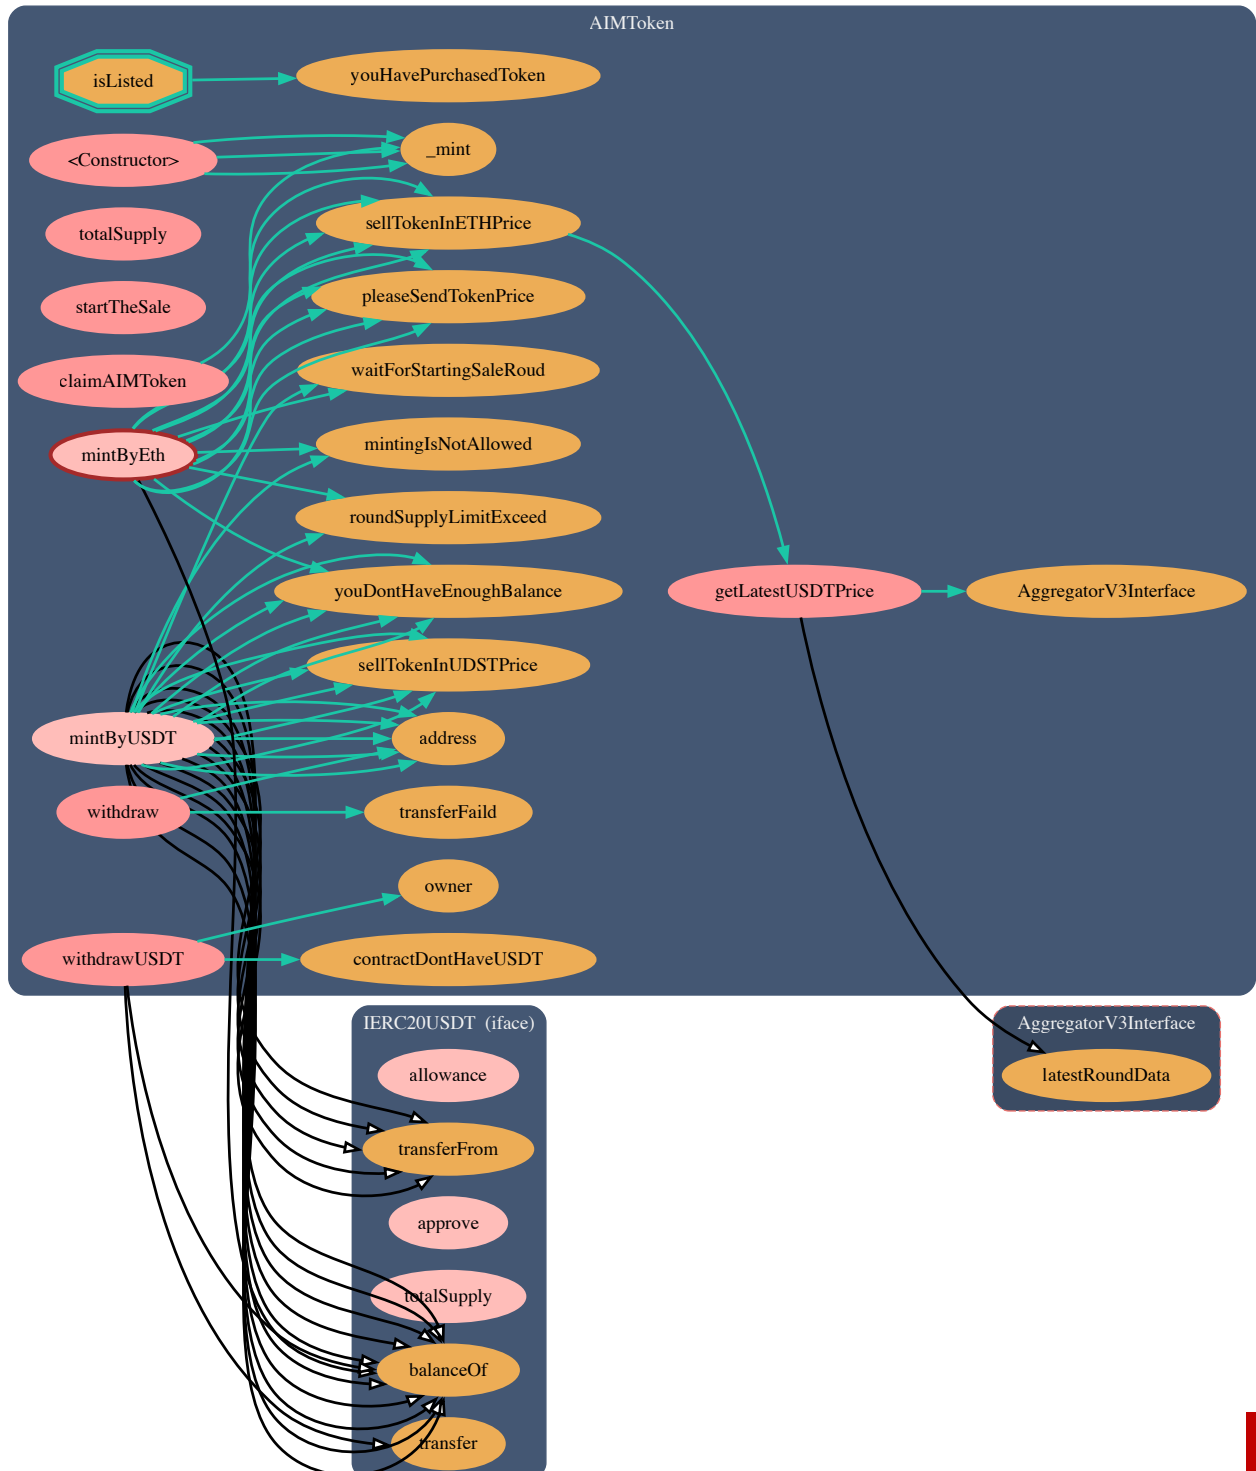 AIMToken
isListed
youHavePurchasedToken
<Constructor>
_mint
totalSupply
sellTokenInETHPrice
startTheSale
pleaseSendTokenPrice
claimAIMToken
waitForStartingSaleRoud
mintByEth
mintingIsNotAllowed
roundSupplyLimitExceed
youDontHaveEnoughBalance
getLatestUSDTPrice
AggregatorV3Interface
sellTokenInUDSTPrice
mintByUSDT
address
withdraw
transferFaild
owner
withdrawUSDT
contractDontHaveUSDT
IERC20USDT (iface)
AggregatorV3Interface
allowance
latestRoundData
transferFrom
approve
totalSupply
balanceOf
transfer